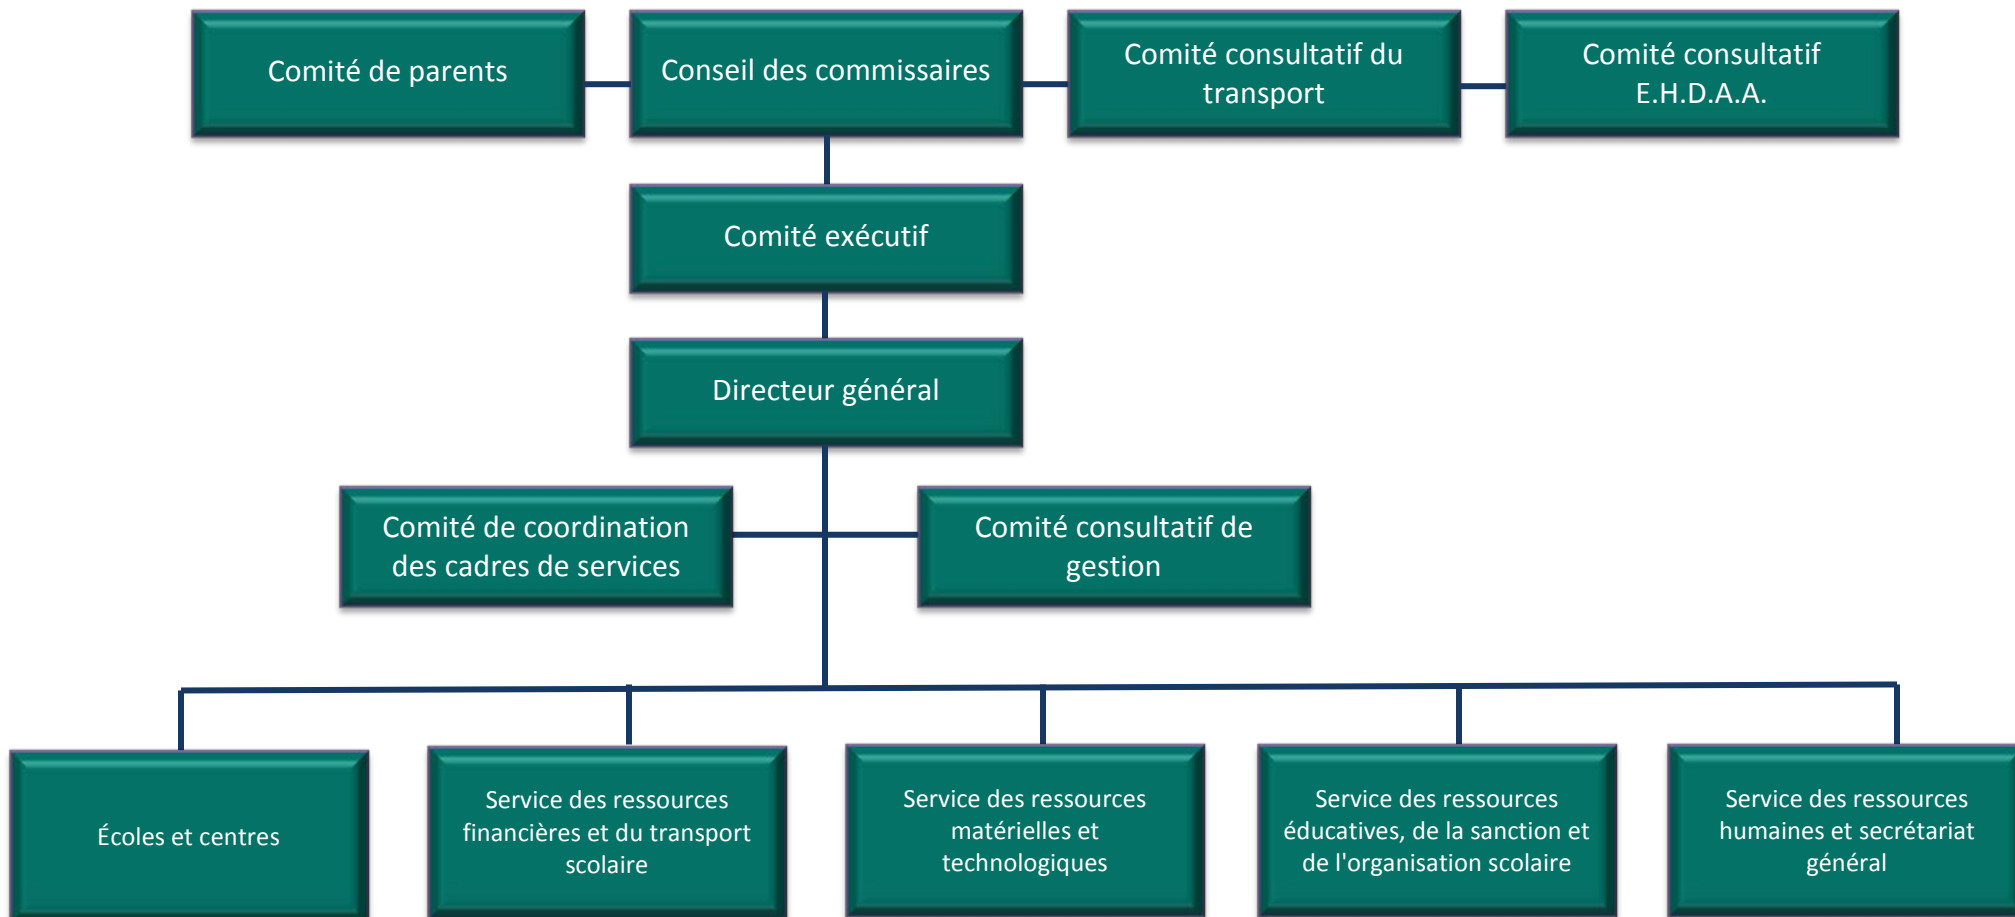 Comité de parents
Conseil des commissaires
Comité consultatif du
transport
Comité consultatif
E.H.D.A.A.
Comité exécutif
Directeur général
Comité de coordination
des cadres de services
Comité consultatif de
gestion
Écoles et centres
Service des ressources
financières et du transport
scolaire
Service des ressources
matérielles et
technologiques
Service des ressources
éducatives, de la sanction et
de l'organisation scolaire
Service des ressources
humaines et secrétariat
général